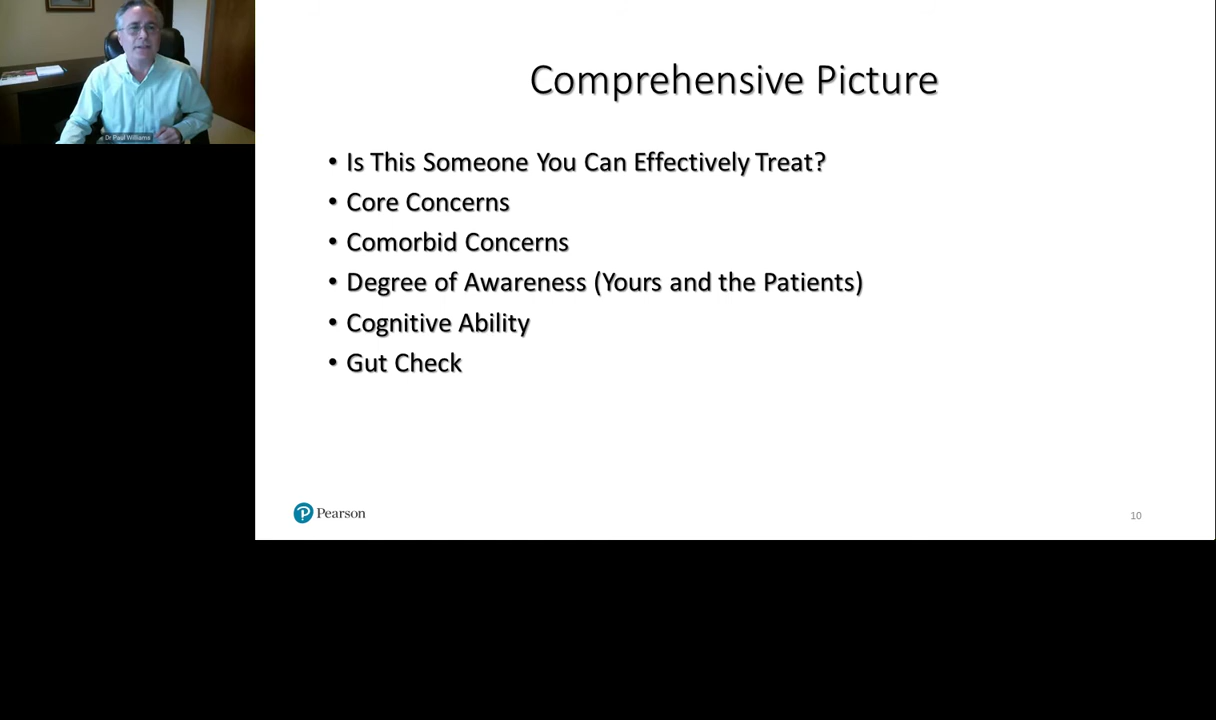 Dr Paul Williams
Comprehensive Picture
• Is This Someone You Can Effectively Treat?
• Core Concerns
• Comorbid Concerns
• Degree of Awareness (Yours and the Patients)
• Cognitive Ability
• Gut Check
Pearson
10